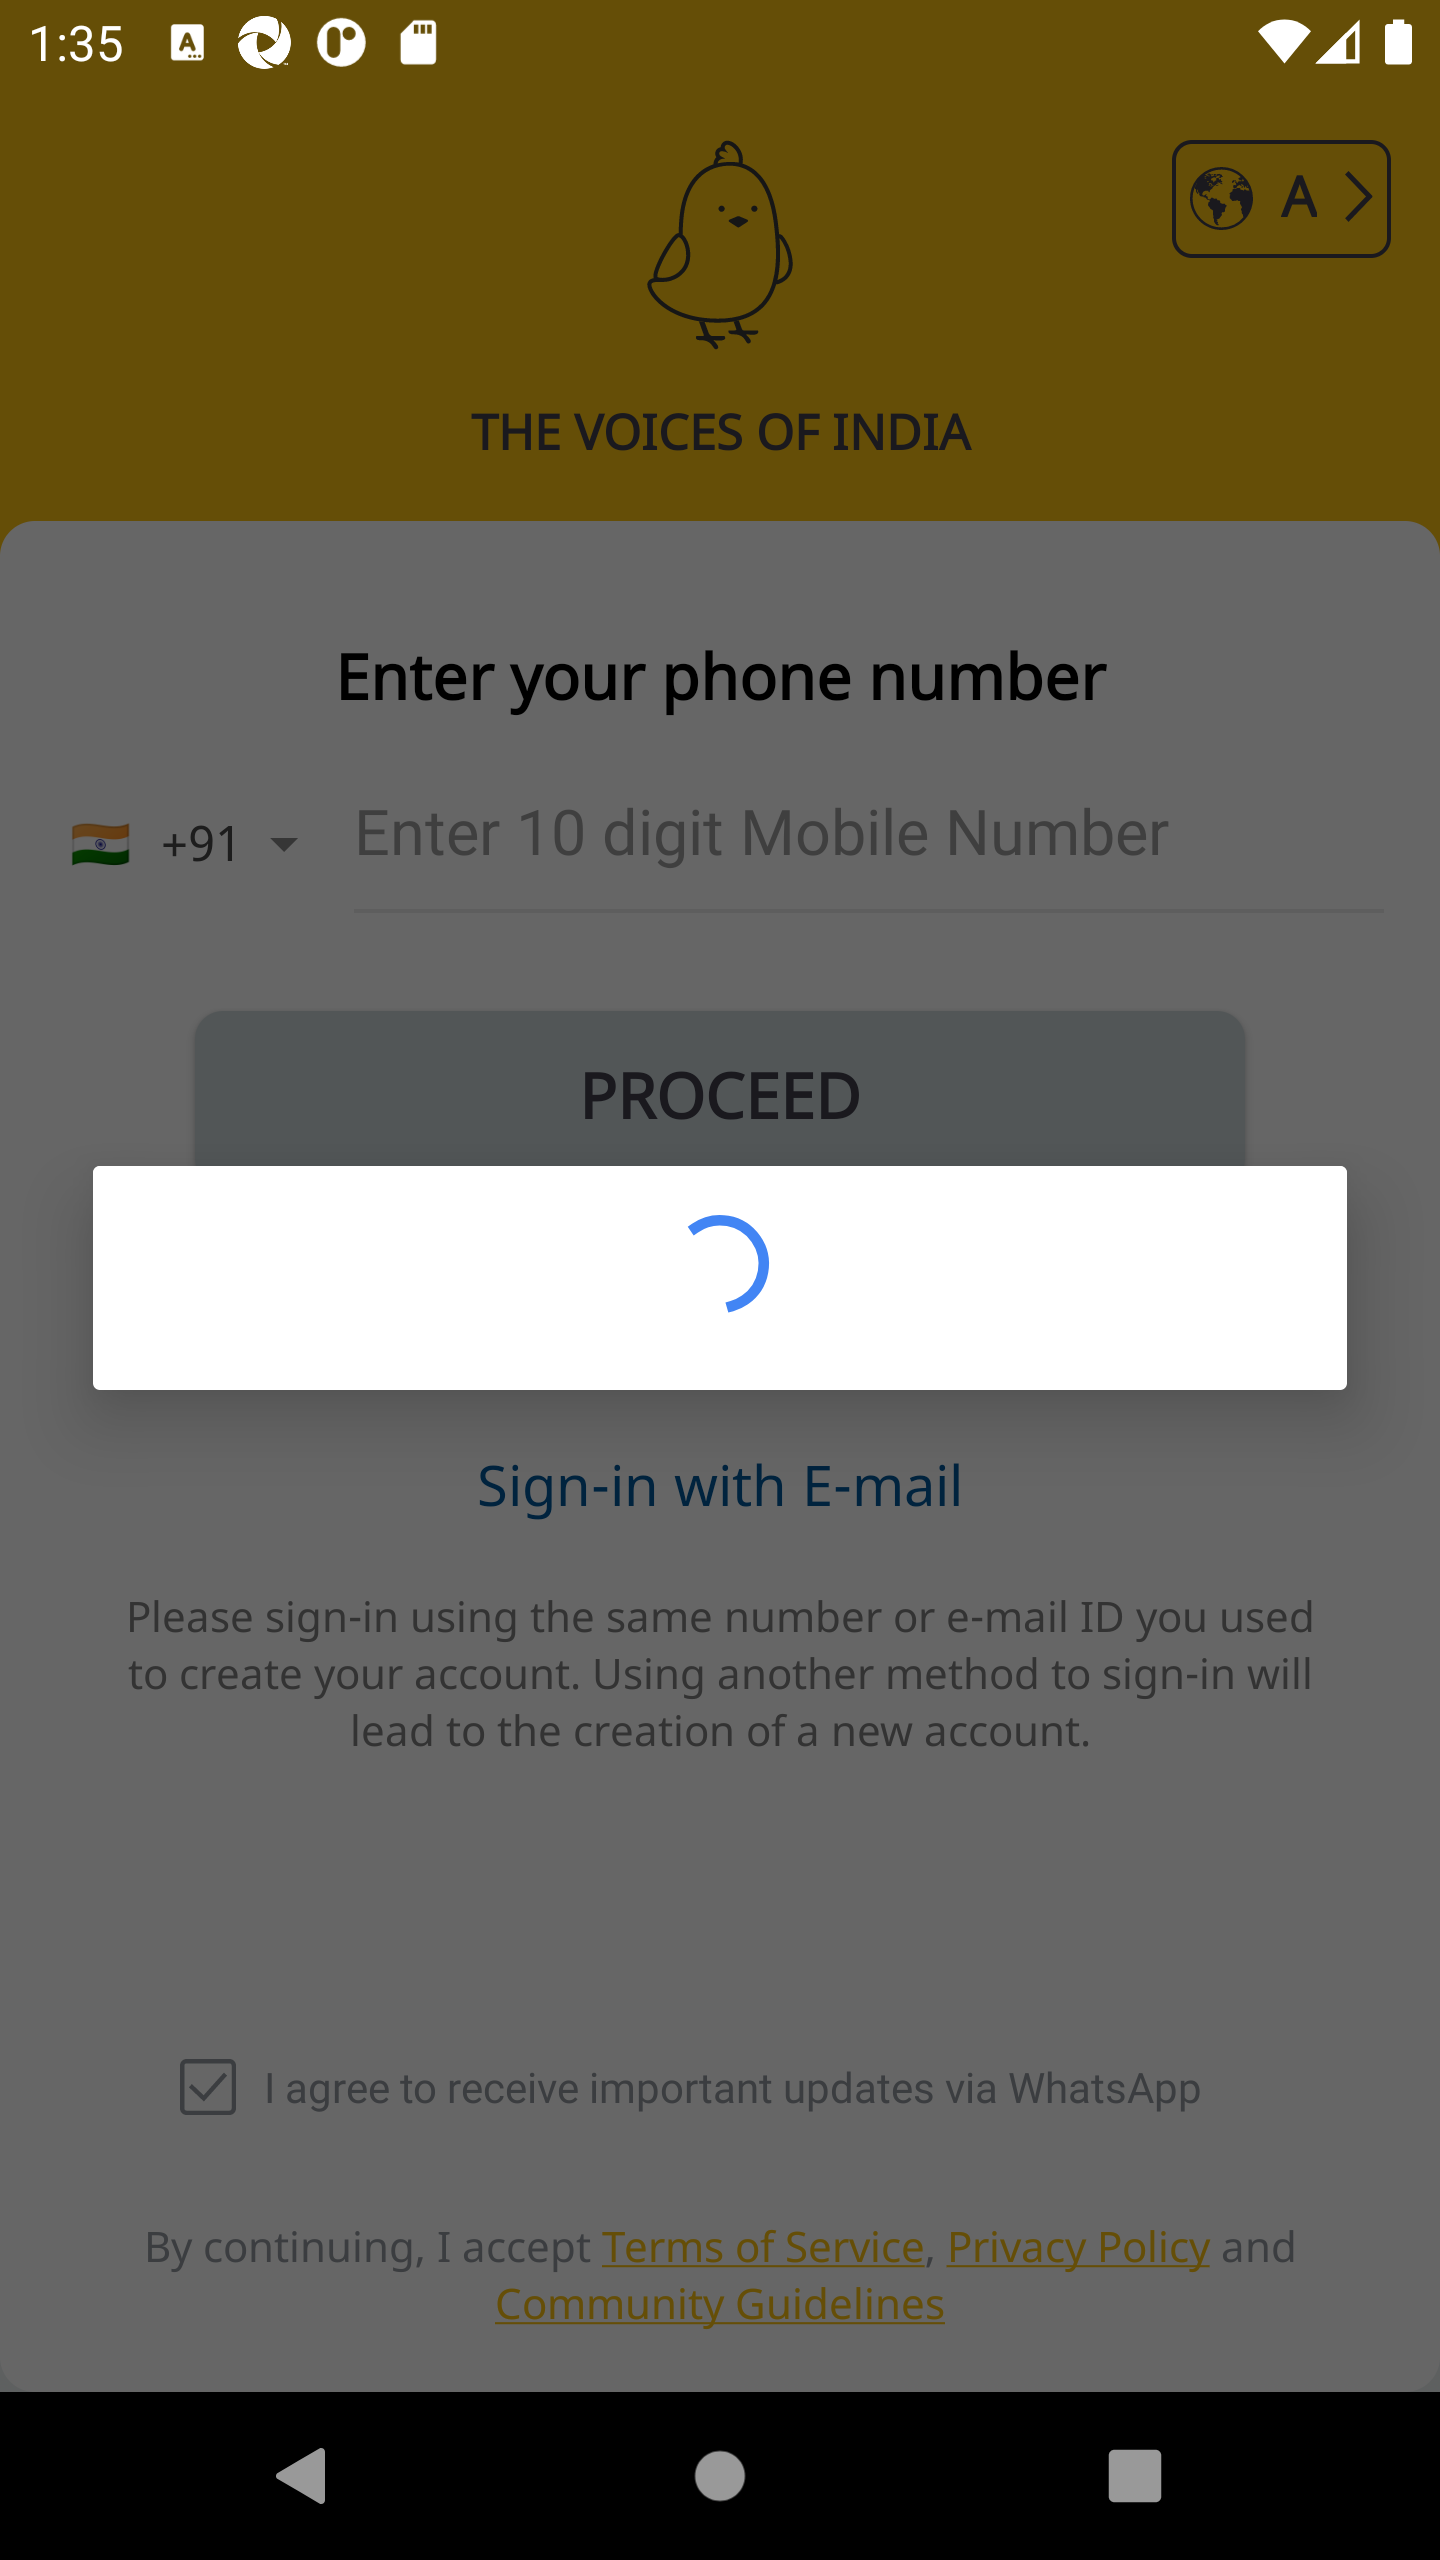 1:35
A
THE VOICES OF INDIA
Enter your phone number
+91
Enter 10 digit Mobile Number
PROCEED
Sign-in with E-mail
Please sign-in using the same number or e-mail ID you used
to create your account. Using another method to sign-in will
lead to the creation of a new account.
I agree to receive important updates via WhatsApp
By continuing, I accept Terms of Service, Privacy Policy and
Community Guidelines